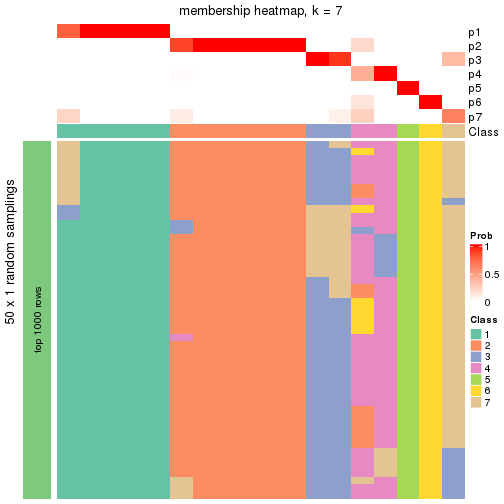 membership heatmap, k = 7
p1
p2
p3
p4
p5
p6
p7
Class
50 x 1 random samplings
top 1000 rows
Prob
1
0.5
0
Class
1
2
3
4
5
6
7